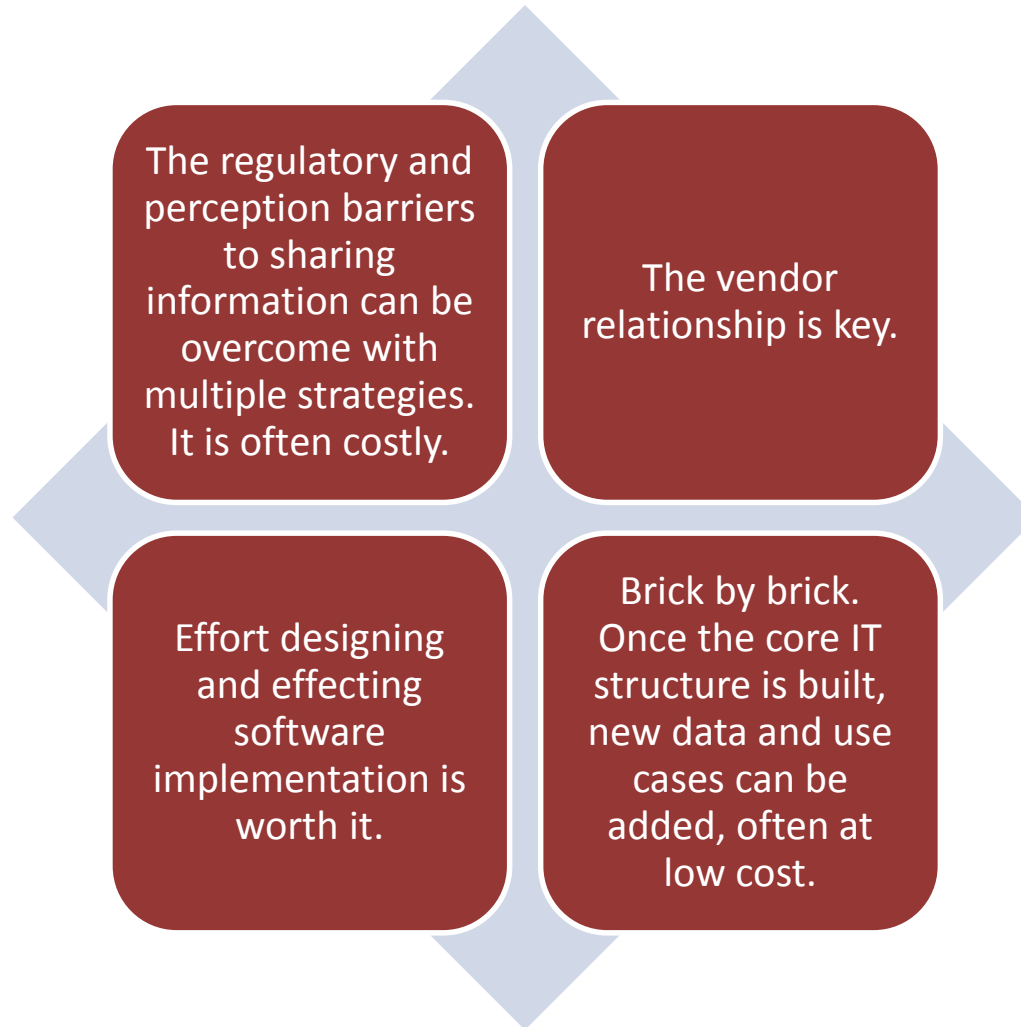 The regulatory and
perception barriers
to sharing
information can be
overcome with
multiple strategies.
It is often costly.
The vendor
relationship is key.
Effort designing
and effecting
software
implementation is
worth it.
Brick by brick.
Once the core IT
structure is built,
new data and use
cases can be
added, often at
low cost.